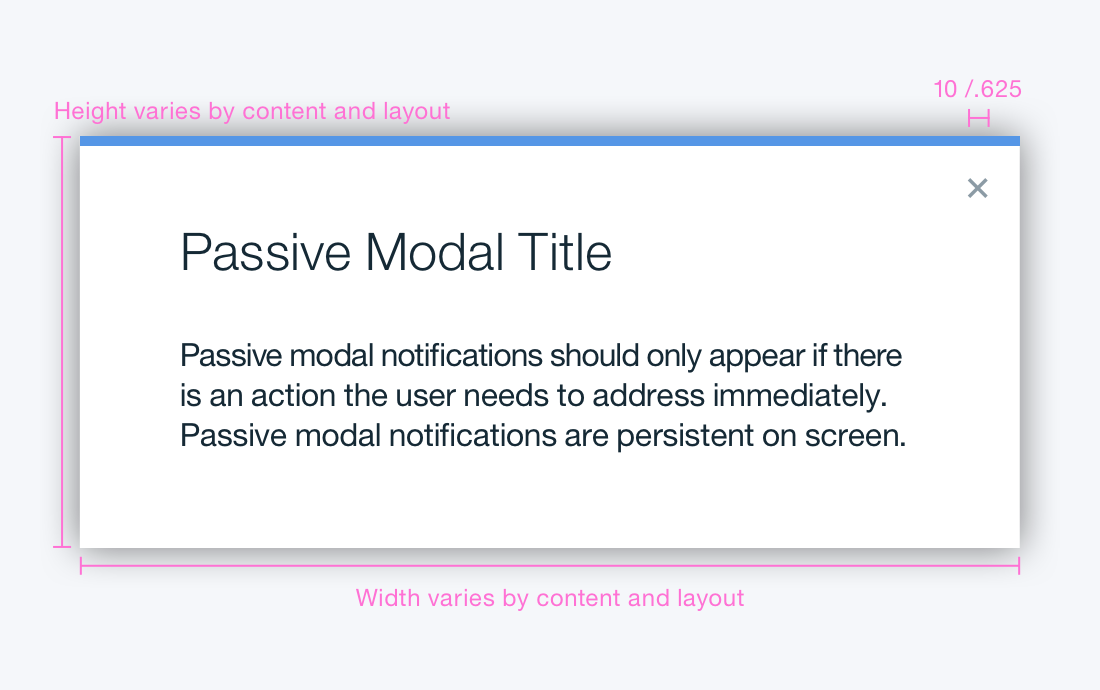 10 /.625
Height varies by content and layout
Passive Modal Title
Passive modal notifications should only appear if there
is an action the user needs to address immediately.
Passive modal notifications are persistent on screen.
Width varies by content and layout